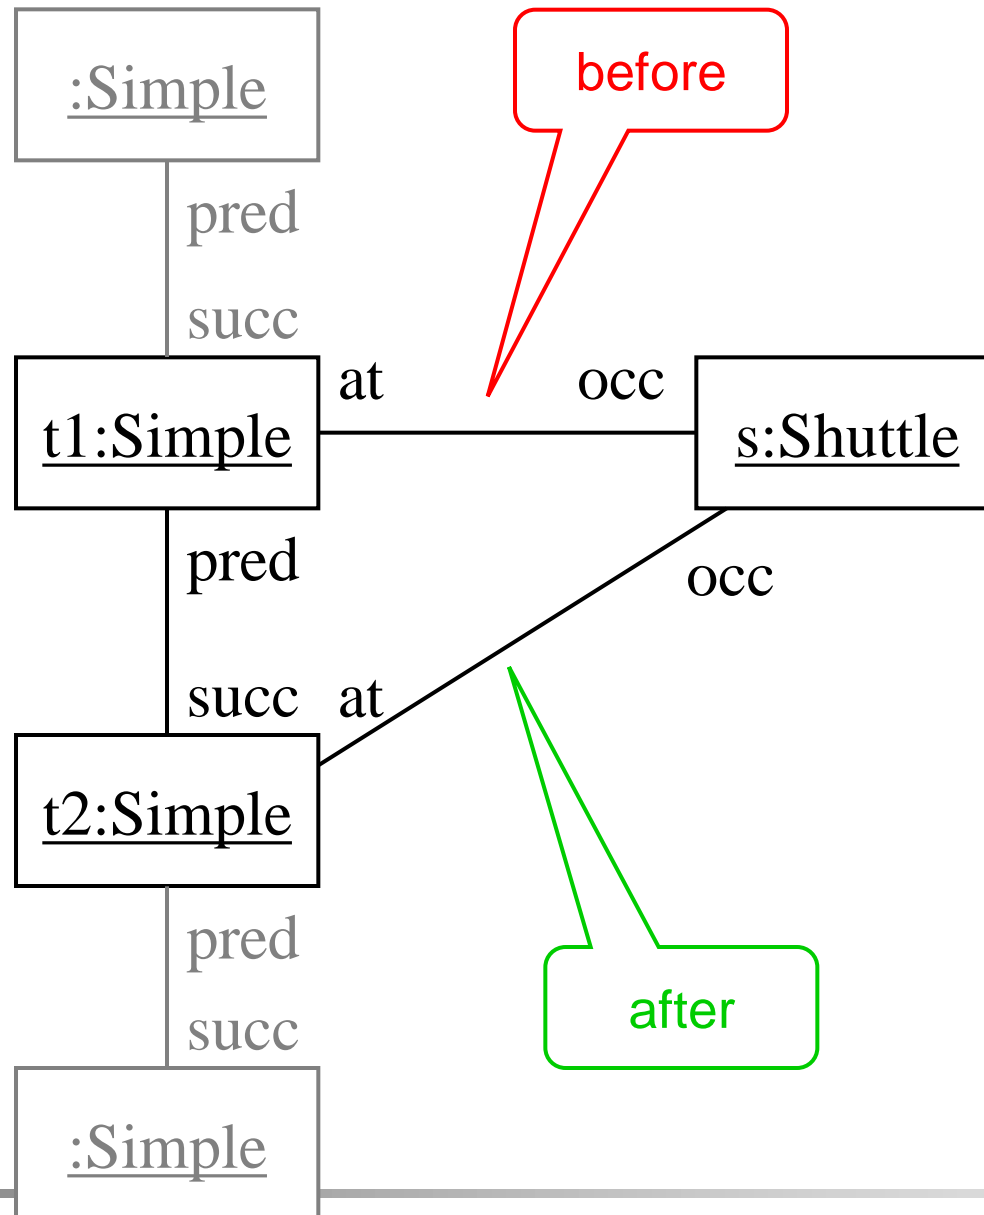 :Simple
before
pred
succ
at
occ
t1:Simple
s:Shuttle
pred
occ
succ
at
t2:Simple
pred
after
succ
:Simple